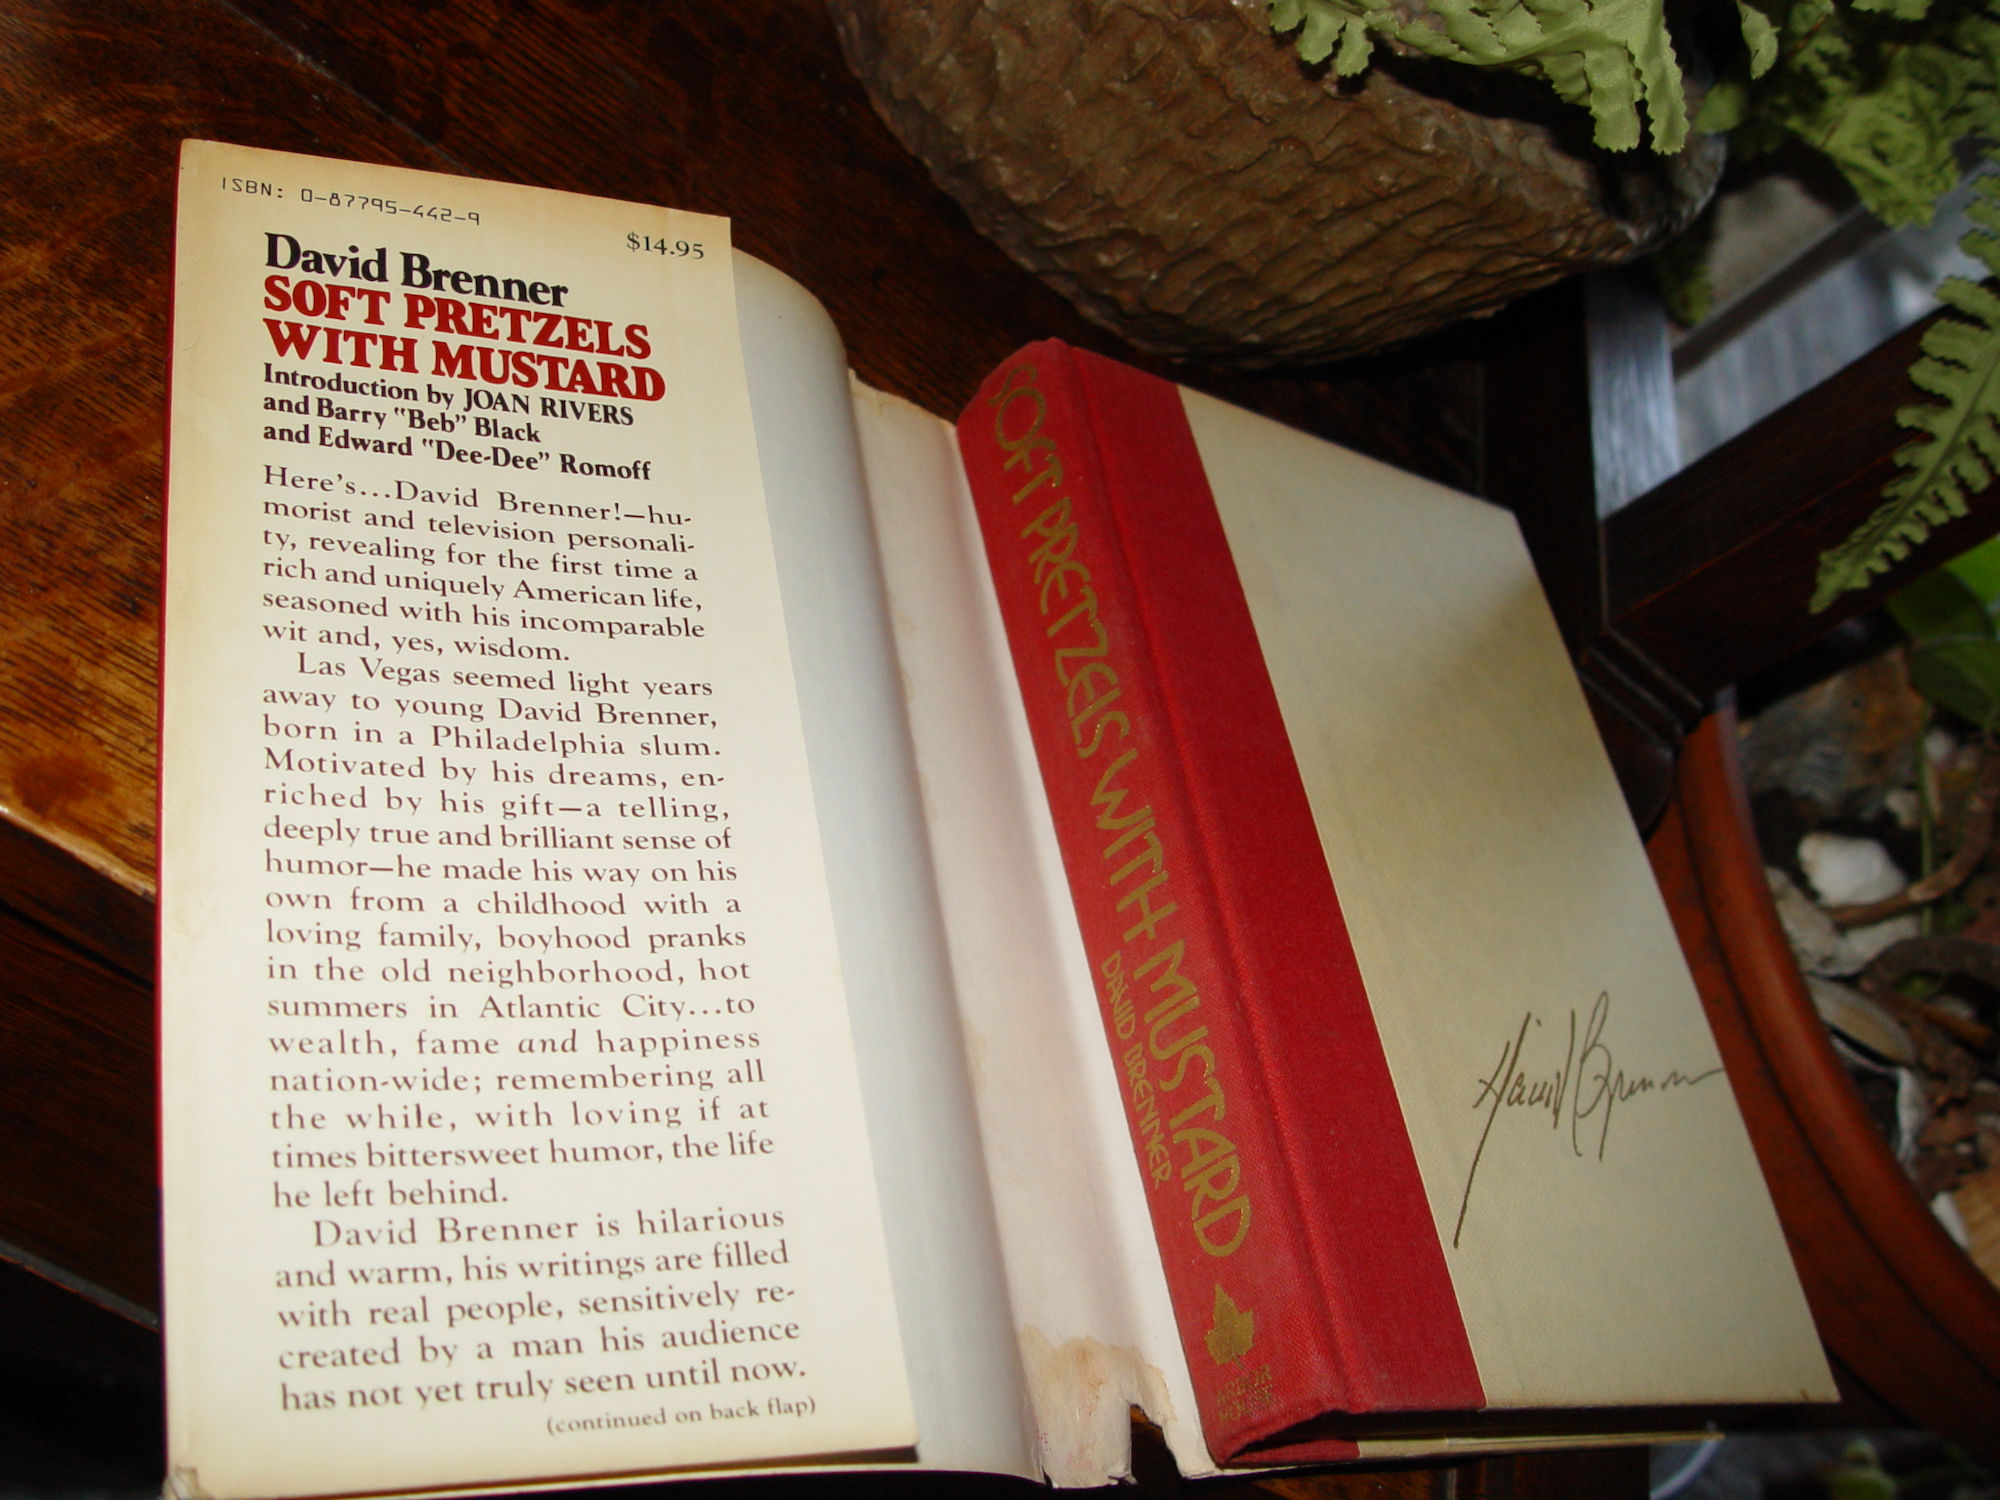 ISBN: 0-87795-442-9
$14.95
David Brenner
SOFT PRETZELS
WITH MUSTARD
Introduction by JOAN RIVERS
and Barry "Beb" Black
and Edward "Dee-Dee" Romoff
Here's...David Brenner!—hu-
morist and television personali-
ty, revealing for the first time a
rich and uniquely American life,
seasoned with his incomparable
wit and, yes, wisdom.
Las Vegas seemed light years
away to young David Brenner,
born in a Philadelphia slum.
Motivated by his dreams, en-
riched by his gift—a telling,
deeply true and brilliant sense of
humor—he made his way on his
own from a childhood with a
loving family, boyhood pranks
in the old neighborhood, hot
summers in Atlantic City...to
wealth, fame and happiness
nation-wide; remembering all
the while, with loving if at
times bittersweet humor, the life
he left behind.
David Brenner is hilarious
and warm, his writings are filled
with real people, sensitively re-
created by a man his audience
has not yet truly seen until now.
(continued on back flap)
SOFT PRETZELS WITH MUSTARD
DAVID BRENNER
ARBOR
HOUSE
David Brenner